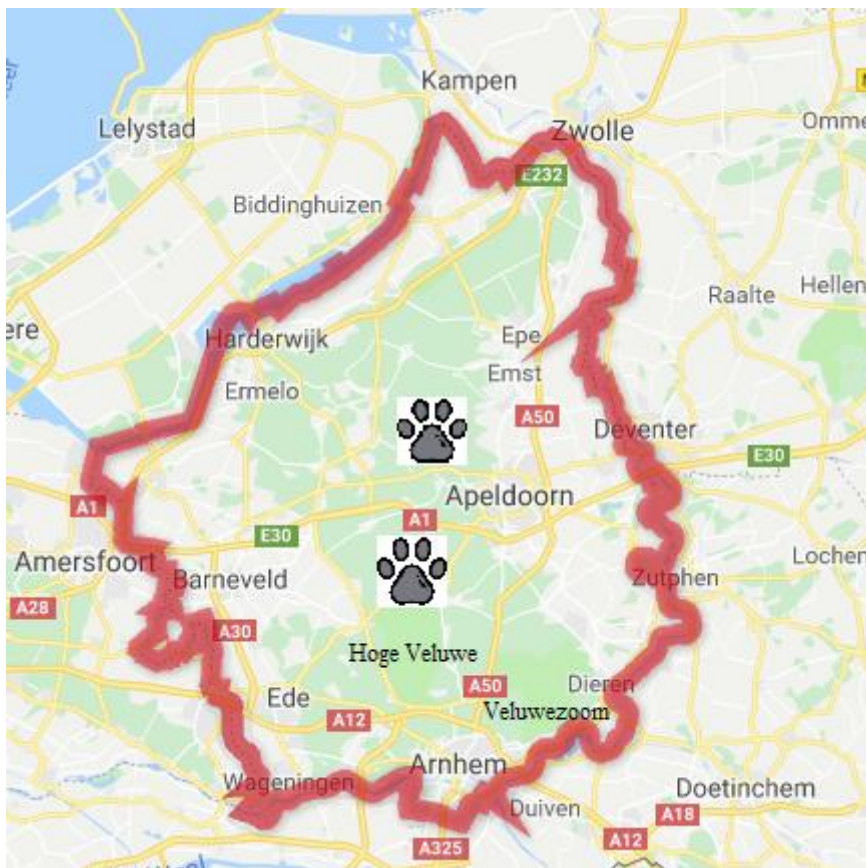 Kampen
Lelystad
Zwolle
Omme
E232
Biddinghuizen
Raalte
Hellen
ere
Harderwijk
Epe
Emst
Ermelo
A50
Deventer
E30
Apeldoorn
A1
A1
E30
Amersfoort
Barneveld
Lochem
Zutphen
A28
A30
Hoge Veluwe
A50
Dieren
Ede
Veluwezoom
A12
Arnhem
Wageningen
Doetinchem
Duiven
A18
A12
A325